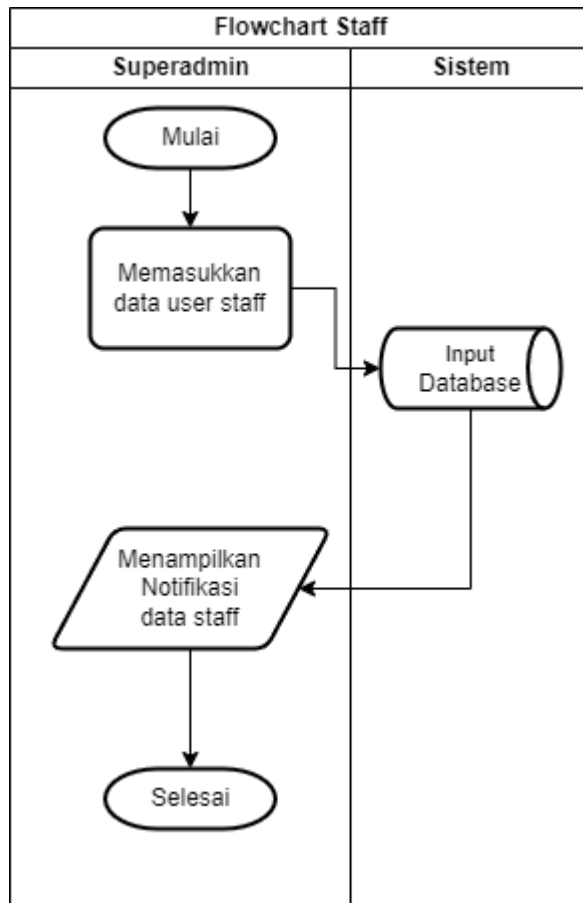 Flowchart Staff
Superadmin
Sistem
Mulai
Memasukkan
data user staff
Input
Database
Menampilkan
Notifikasi
data staff
Selesai